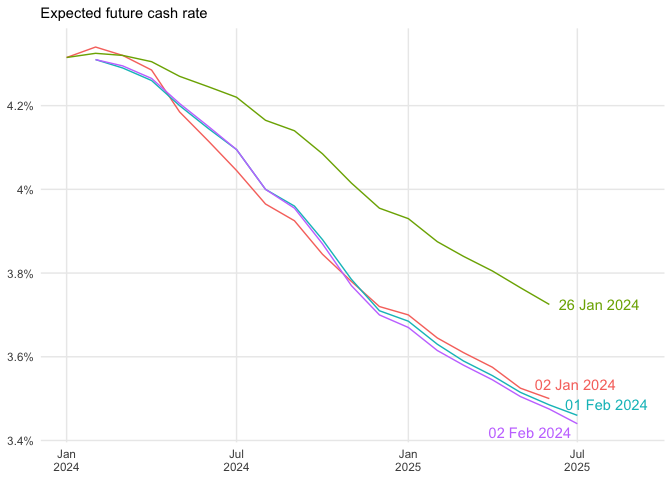 Expected future cash rate
4.2%
4%
3.8%
3.6%
3.4%
26 Jan 2024
02 Jan 2024
01 Feb 2024
02 Feb 2024
Jan
2024
Jul
2024
Jan
2025
Jul
2025